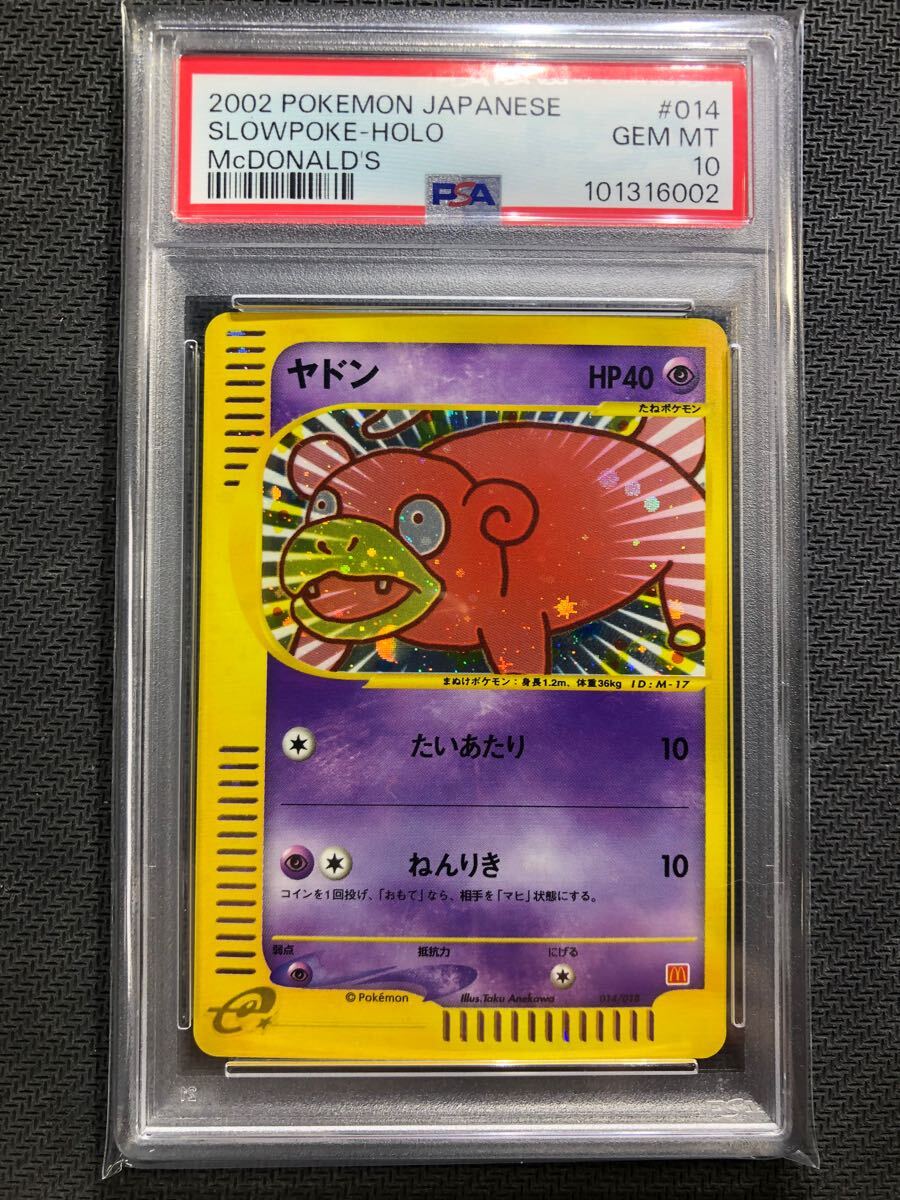 2002 POKEMON JAPANESE #014
SLOWPOKE-HOLO GEM MT
McDONALD'S 10
PSA 101316002
ヤドン HP40
たねポケモン
まぬけポケモン：身長1.2m、体重36kg ID：M-17
たいあたり 10
ねんりき 10
コインを1回投げ、「おもて」なら、相手を「マヒ」状態にする。
弱点 抵抗力 にげる
©Pokémon Illus.Taku Anekawa 014/018